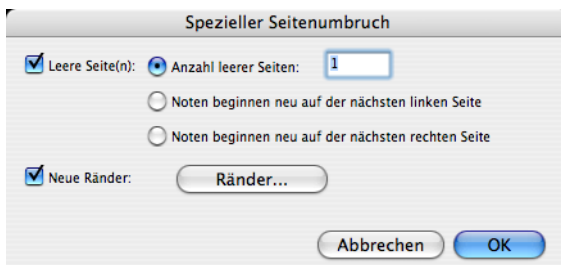 Spezieller Seitenumbruch
Leere Seite(n): Anzahl leerer Seiten: 1
Noten beginnen neu auf der nächsten linken Seite
Noten beginnen neu auf der nächsten rechten Seite
Neue Ränder: Ränder...
Abbrechen OK